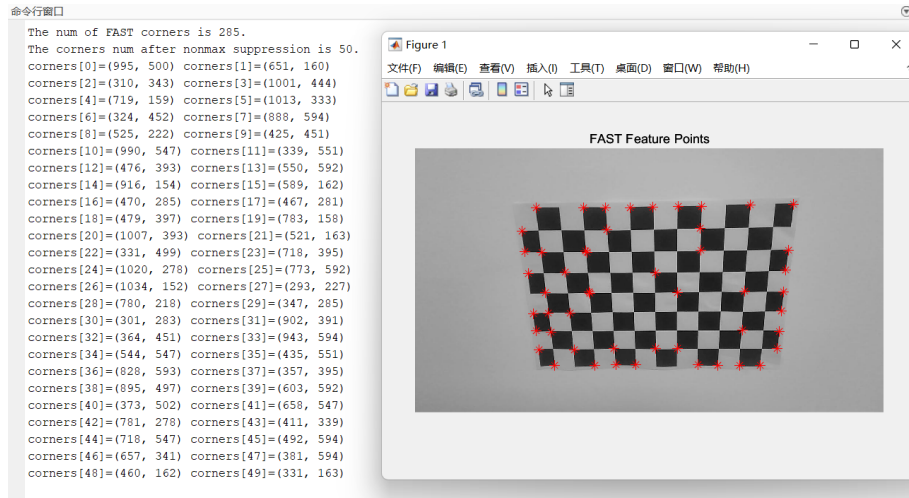 命令行窗口
The num of FAST corners is 285.
The corners num after nonmax suppression is 50.
corners[0]=(995, 500) corners[1]=(651, 160)
corners[2]=(310, 343) corners[3]=(1001, 444)
corners[4]=(719, 159) corners[5]=(1013, 333)
corners[6]=(324, 452) corners[7]=(888, 594)
corners[8]=(525, 222) corners[9]=(425, 451)
corners[10]=(990, 547) corners[11]=(339, 551)
corners[12]=(476, 393) corners[13]=(550, 592)
corners[14]=(916, 154) corners[15]=(589, 162)
corners[16]=(470, 285) corners[17]=(467, 281)
corners[18]=(479, 397) corners[19]=(783, 158)
corners[20]=(1007, 393) corners[21]=(521, 163)
corners[22]=(331, 499) corners[23]=(718, 395)
corners[24]=(1020, 278) corners[25]=(773, 592)
corners[26]=(1034, 152) corners[27]=(293, 227)
corners[28]=(780, 218) corners[29]=(347, 285)
corners[30]=(301, 283) corners[31]=(902, 391)
corners[32]=(364, 451) corners[33]=(943, 594)
corners[34]=(544, 547) corners[35]=(435, 551)
corners[36]=(828, 593) corners[37]=(357, 395)
corners[38]=(895, 497) corners[39]=(603, 592)
corners[40]=(373, 502) corners[41]=(658, 547)
corners[42]=(781, 278) corners[43]=(411, 339)
corners[44]=(718, 547) corners[45]=(492, 594)
corners[46]=(657, 341) corners[47]=(381, 594)
corners[48]=(460, 162) corners[49]=(331, 163)
Figure 1
文件(F) 编辑(E) 查看(V) 插入(I) 工具(T) 桌面(D) 窗口(W) 帮助(H)
FAST Feature Points